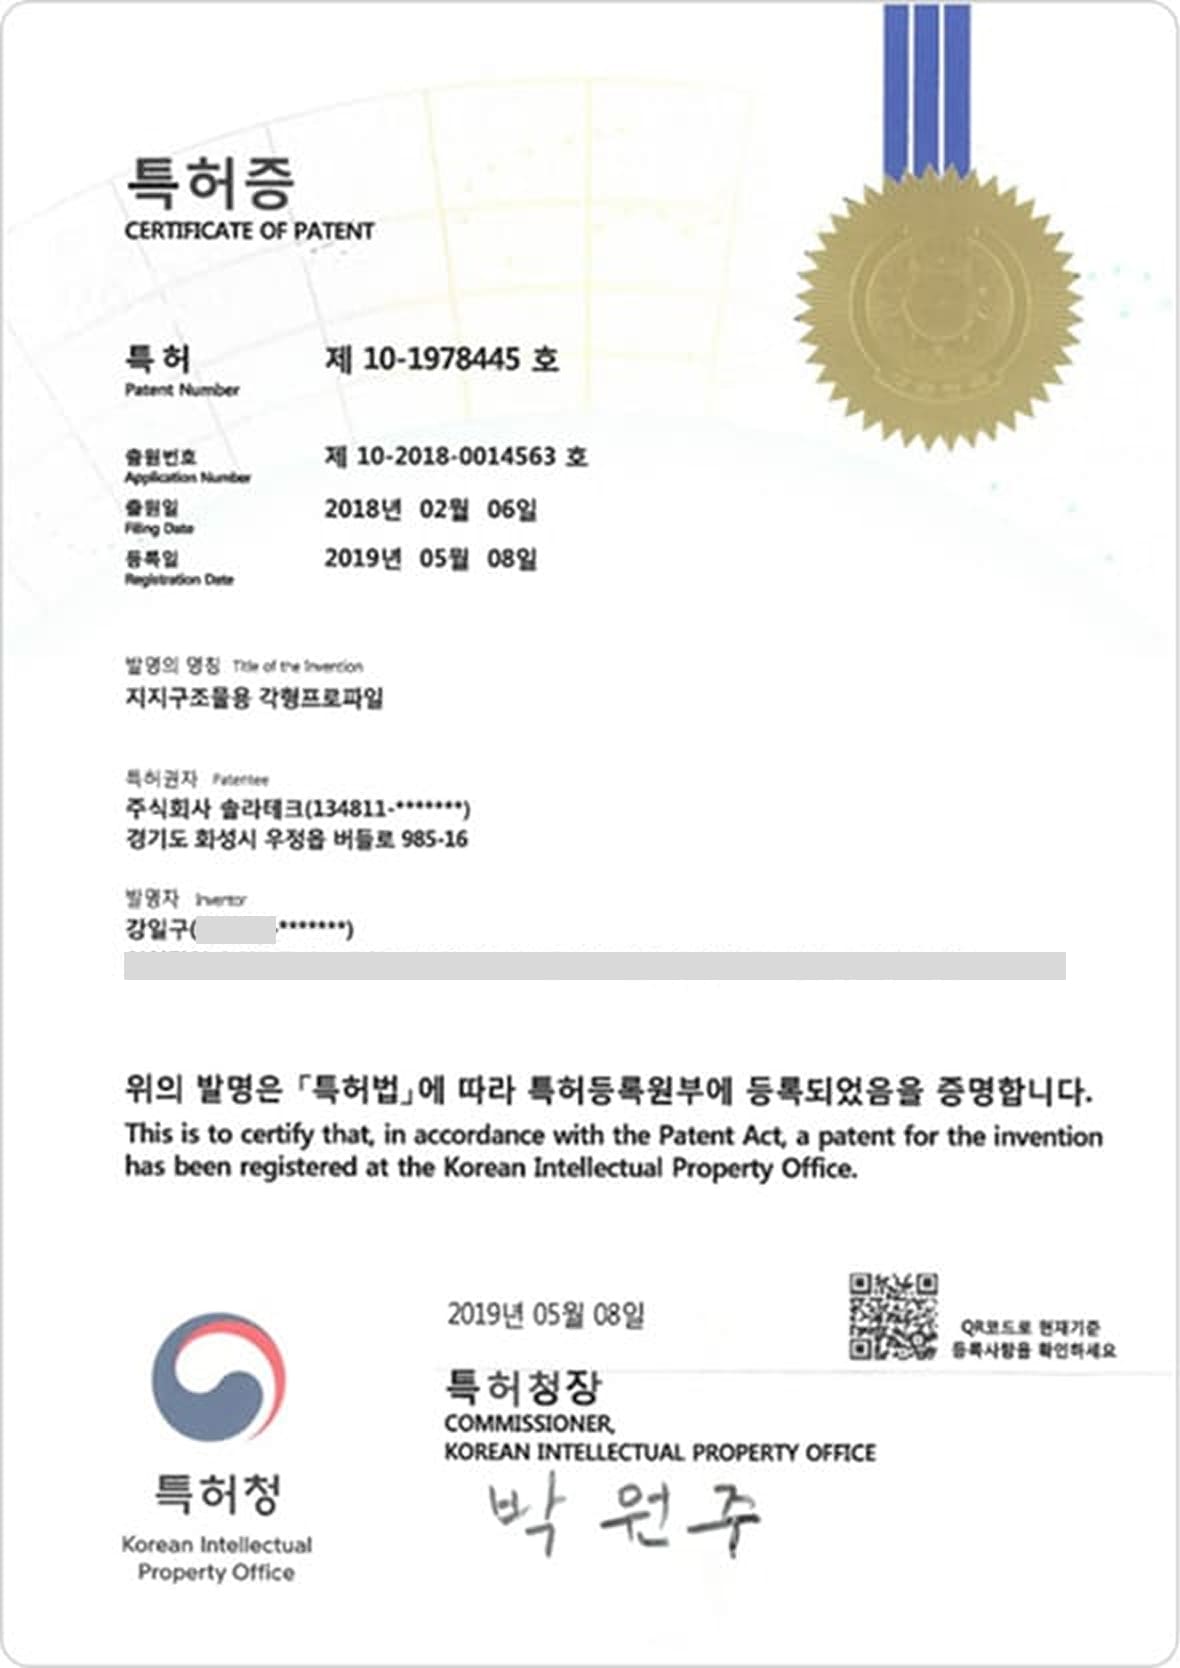 특허증
CERTIFICATE OF PATENT
특 허 제 10-1978445 호
Patent Number
출원번호 제 10-2018-0014563 호
Application Number
출원일 2018년 02월 06일
Filing Date
등록일 2019년 05월 08일
Registration Date
발명의 명칭 Title of the Invention
지지구조물용 각형프로파일
특허권자 Patentee
주식회사 솔라테크(134811-*******)
경기도 화성시 우정읍 버들로 985-16
발명자 Inventor
강일구( -*******)
위의 발명은 「특허법」에 따라 특허등록원부에 등록되었음을 증명합니다.
This is to certify that, in accordance with the Patent Act, a patent for the invention
has been registered at the Korean Intellectual Property Office.
2019년 05월 08일
QR코드로 현재기준
등록사항을 확인하세요
특허청장
COMMISSIONER,
KOREAN INTELLECTUAL PROPERTY OFFICE
박원주
특허청
Korean Intellectual
Property Office